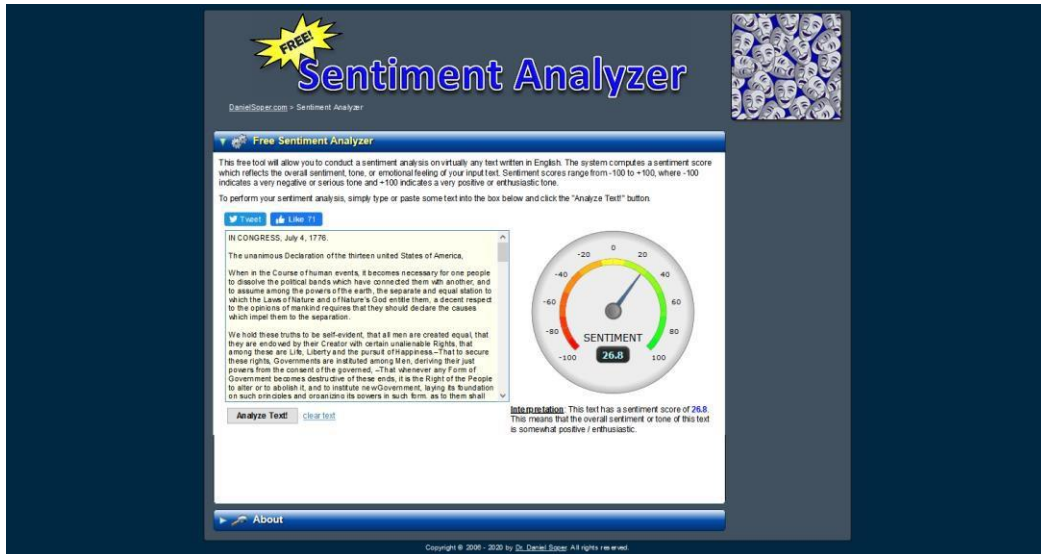 FREE!
Sentiment Analyzer
DanielSoper.com > Sentiment Analyzer
Free Sentiment Analyzer
This free tool will allow you to conduct a sentiment analysis on virtually any text written in English. The system computes a sentiment score
which reflects the overall sentiment, tone, or emotional feeling of your input text. Sentiment scores range from -100 to +100, where -100
indicates a very negative or serious tone and +100 indicates a very positive or enthusiastic tone.
To perform your sentiment analysis, simply type or paste some text into the box below and click the "Analyze Text!" button.
Tweet Like 71
IN CONGRESS, July 4, 1776.
The unanimous Declaration of the thirteen united States of America,
When in the Course of human events, it becomes necessary for one people
to dissolve the political bands which have connected them with another, and
to assume among the powers of the earth, the separate and equal station to
which the Laws of Nature and of Nature's God entitle them, a decent respect
to the opinions of mankind requires that they should declare the causes
which impel them to the separation.
We hold these truths to be self-evident, that all men are created equal, that
they are endowed by their Creator with certain unalienable Rights, that
among these are Life, Liberty and the pursuit of Happiness.--That to secure
these rights, Governments are instituted among Men, deriving their just
powers from the consent of the governed, --That whenever any Form of
Government becomes destructive of these ends, it is the Right of the People
to alter or to abolish it, and to institute new Government, laying its foundation
on such principles and organizing its powers in such form, as to them shall
-100
-80
-60
-40
-20
0
20
40
60
80
100
SENTIMENT
26.8
Analyze Text! clear text
Interpretation: This text has a sentiment score of 26.8.
This means that the overall sentiment or tone of this text
is somewhat positive / enthusiastic.
About
Copyright © 2006 - 2020 by Dr. Daniel Soper. All rights reserved.